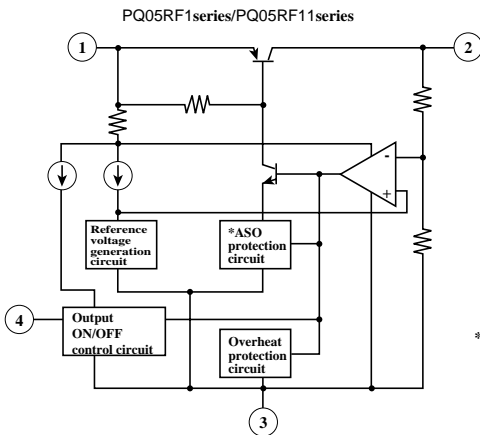 PQ05RF1series/PQ05RF11series
1
2
-
+
Reference
voltage
generation
circuit
*ASO
protection
circuit
4
Output
ON/OFF
control circuit
Overheat
protection
circuit
*
3